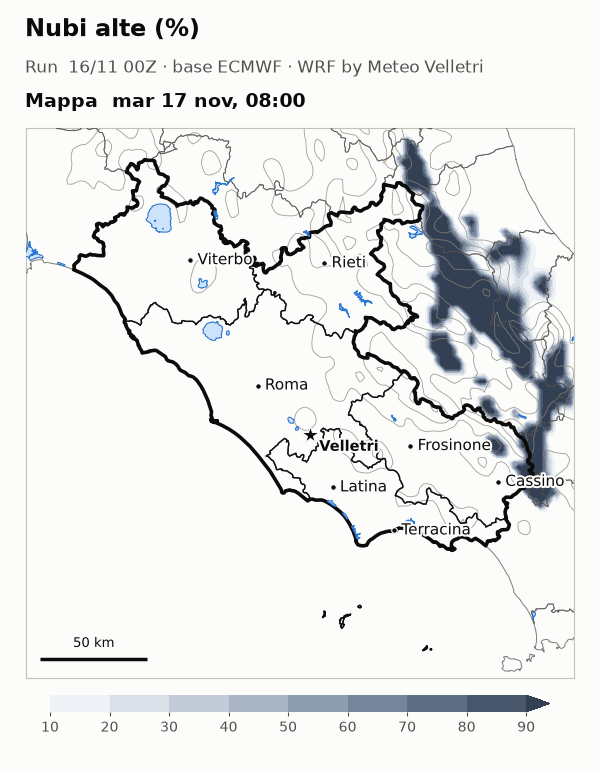 Nubi alte (%)
Run  16/11 00Z · base ECMWF · WRF by Meteo Velletri
Mappa  mar 17 nov, 08:00
Viterbo
Rieti
Roma
Velletri
Frosinone
Latina
Cassino
Terracina
50 km
10 20 30 40 50 60 70 80 90